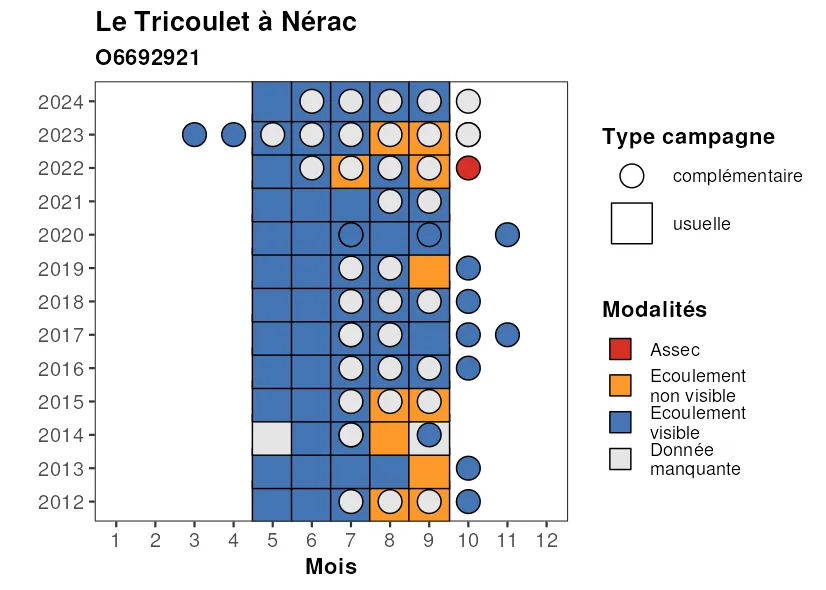 Le Tricoulet à Nérac
O6692921
2024
2023
2022
2021
2020
2019
2018
2017
2016
2015
2014
2013
2012
1 2 3 4 5 6 7 8 9 10 11 12
Mois
Type campagne
complémentaire
usuelle
Modalités
Assec
Ecoulement
non visible
Ecoulement
visible
Donnée
manquante